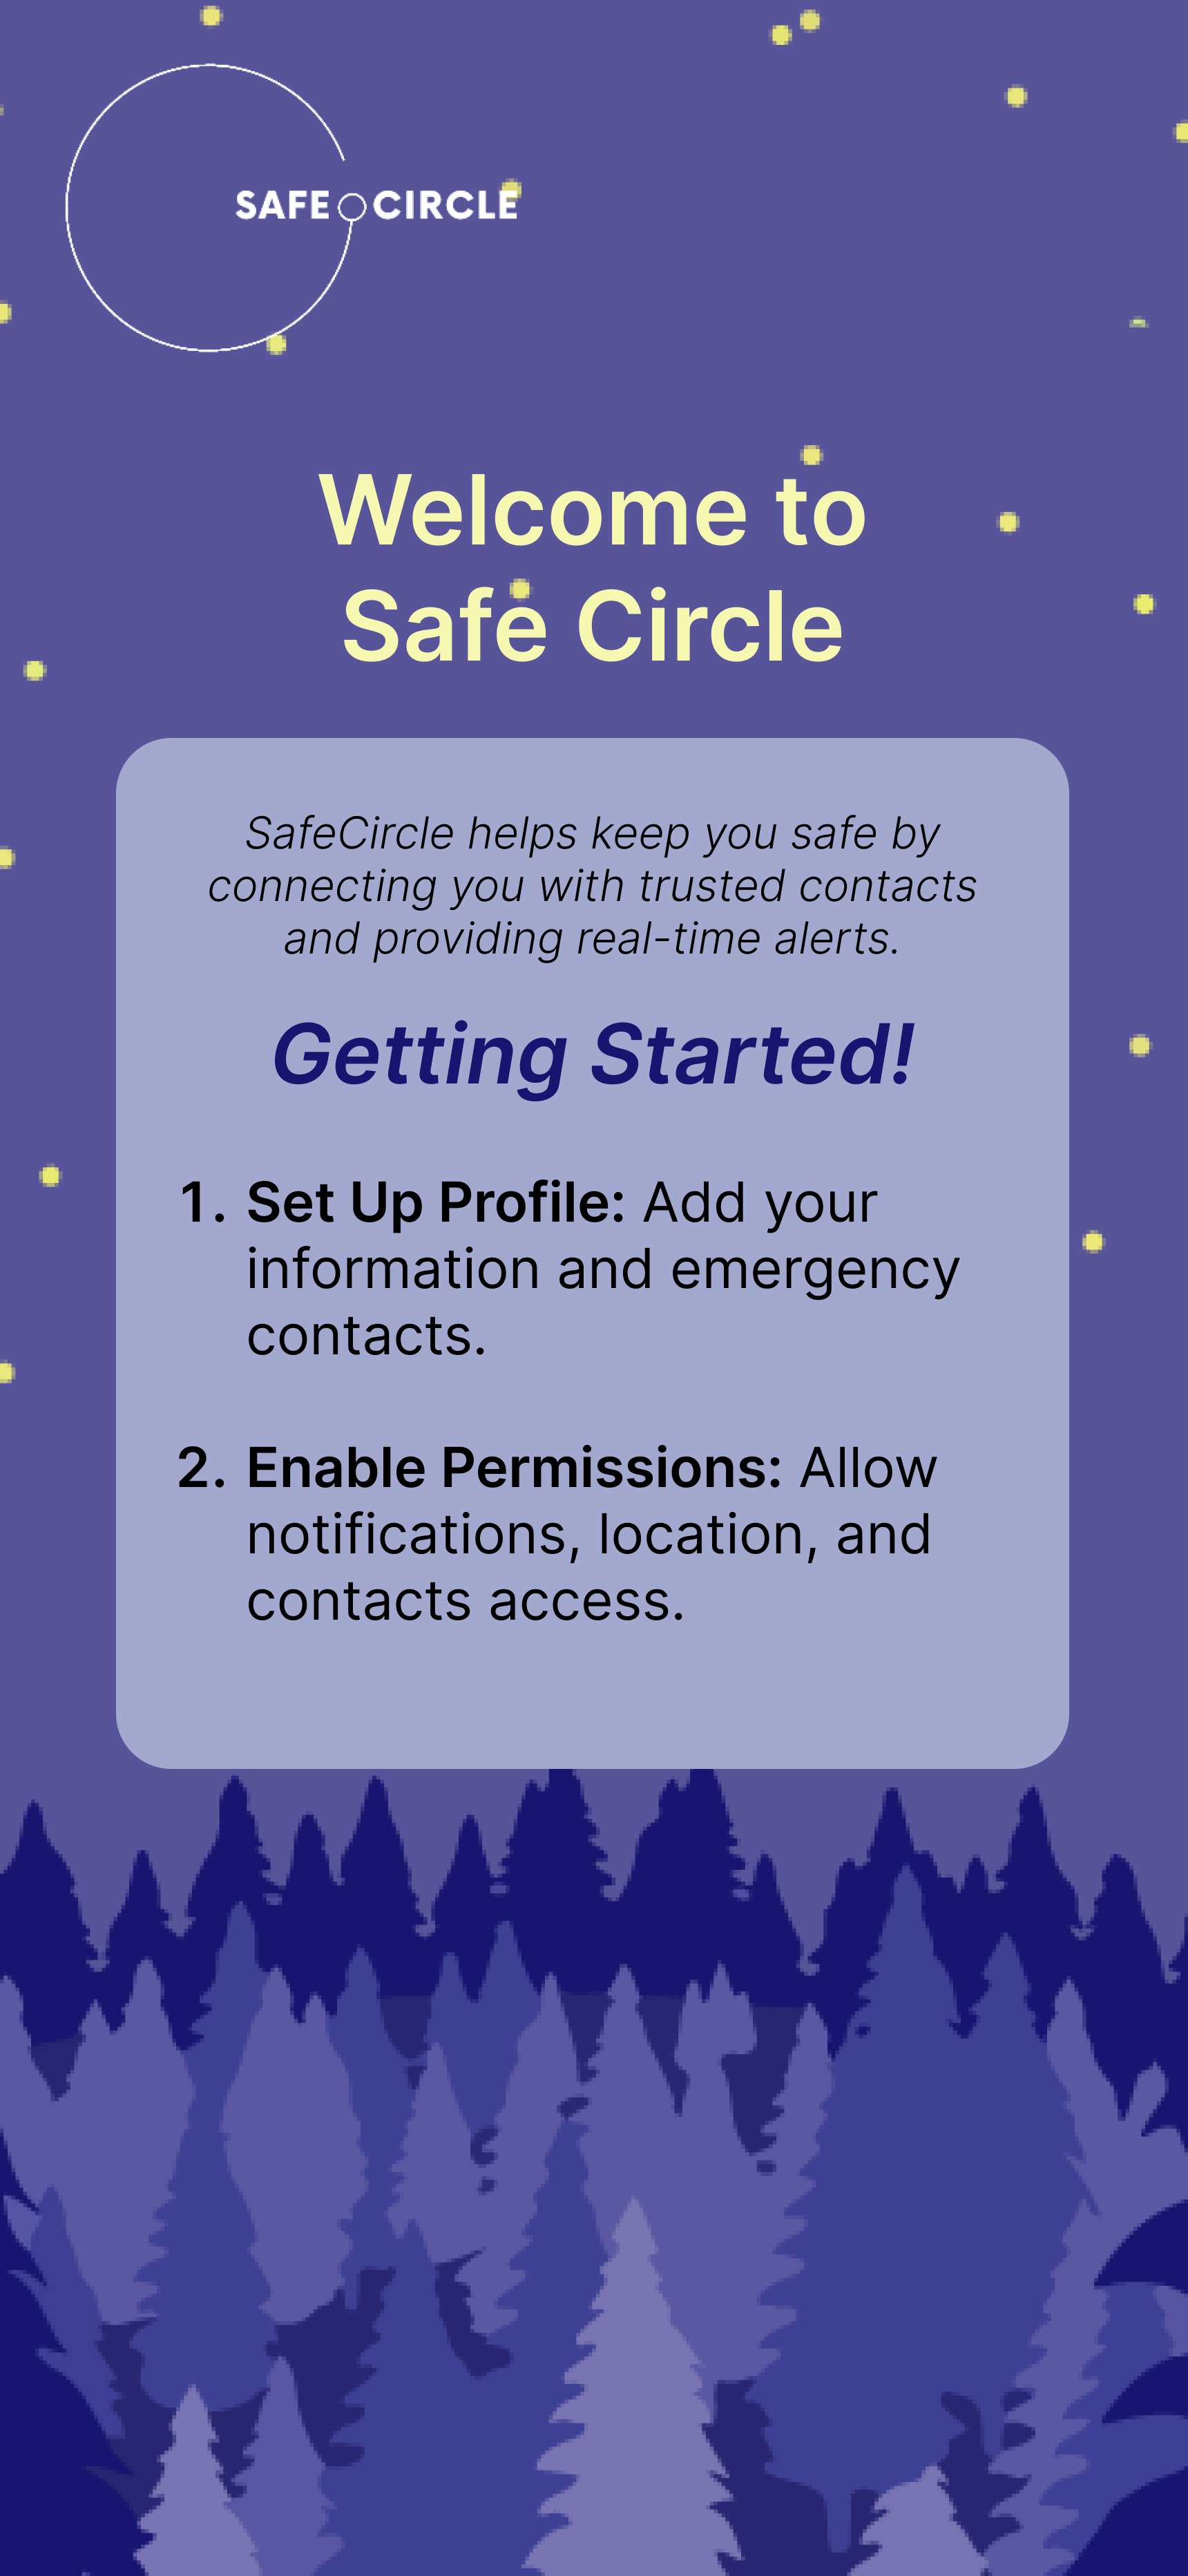 SAFE CIRCLE
Welcome to
Safe Circle
SafeCircle helps keep you safe by
connecting you with trusted contacts
and providing real-time alerts.
Getting Started!
1. Set Up Profile: Add your
information and emergency
contacts.
2. Enable Permissions: Allow
notifications, location, and
contacts access.